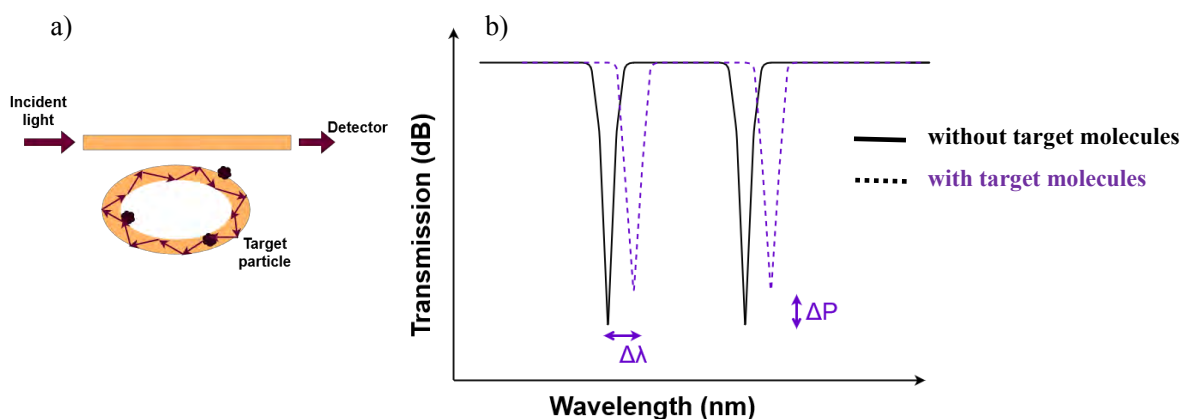 a)
Incident
light
Detector
Target
particle
b)
Transmission (dB)
Wavelength (nm)
Δλ
ΔP
without target molecules
with target molecules